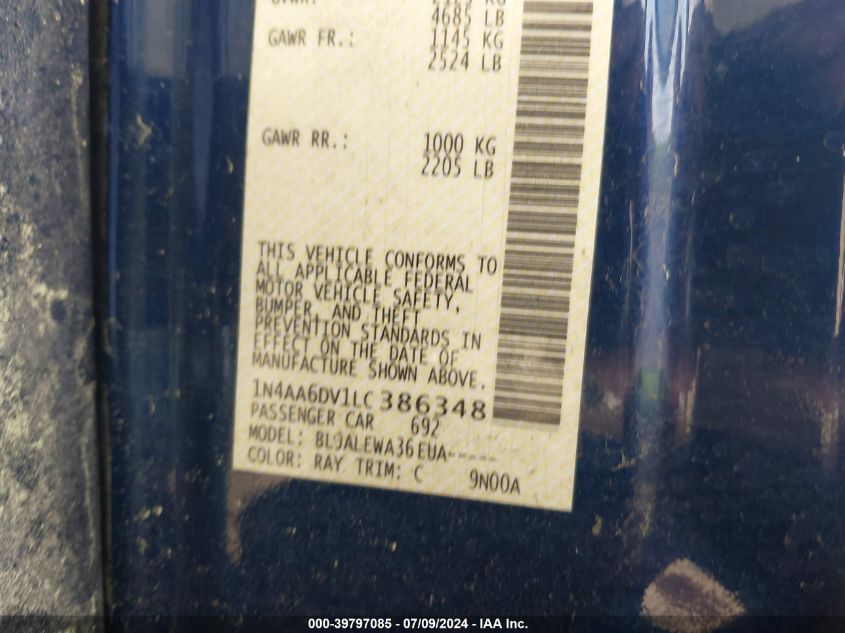 4685 LB
GAWR FR.: 1145 KG
2524 LB
GAWR RR.: 1000 KG
2205 LB
THIS VEHICLE CONFORMS TO
ALL APPLICABLE FEDERAL
MOTOR VEHICLE SAFETY,
BUMPER, AND THEFT
PREVENTION STANDARDS IN
EFFECT ON THE DATE OF
MANUFACTURE SHOWN ABOVE.
1N4AA6DV1LC386348
PASSENGER CAR 692
MODEL: BL9ALEWA36EUA-----
COLOR: RAY TRIM: C 9N00A
000-39797085 / 07/09/2024 - IAA Inc.